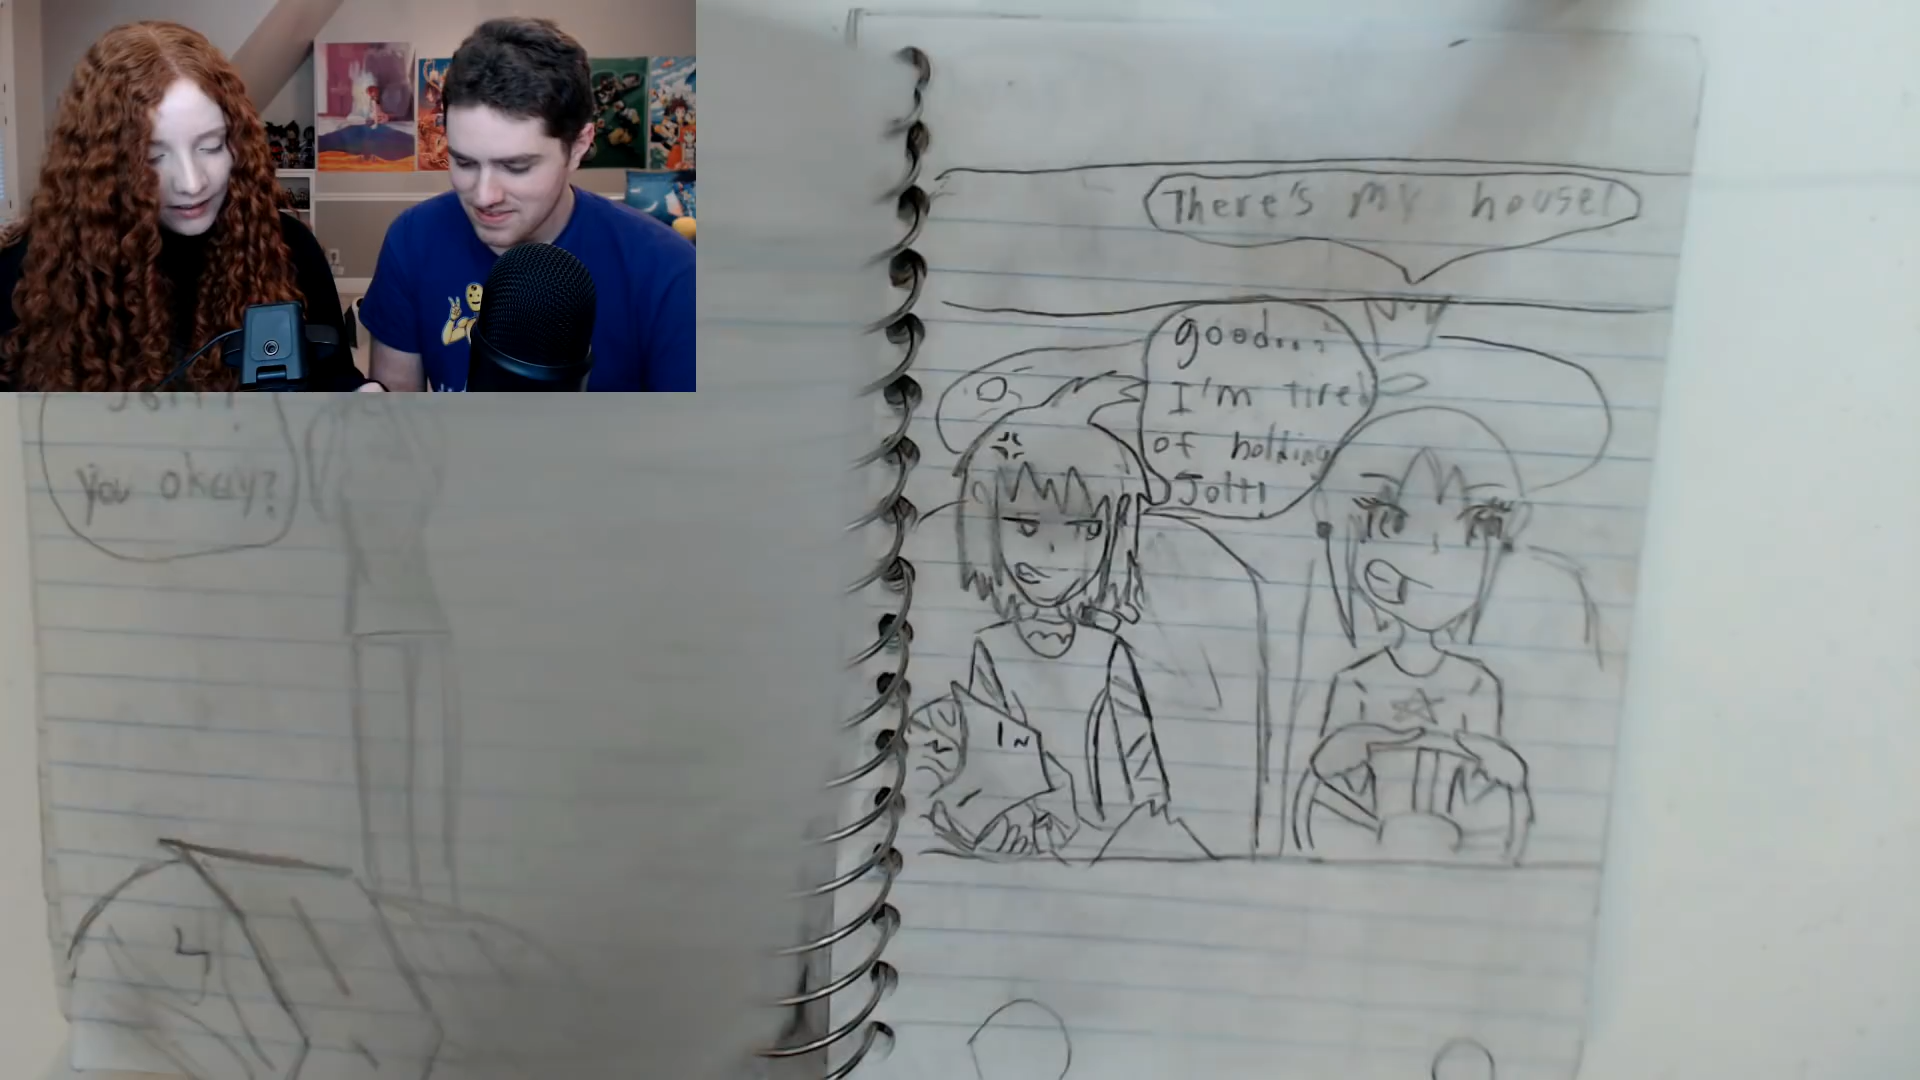 you okay?
There's my house!
good...
I'm tired
of holding
Jolt!